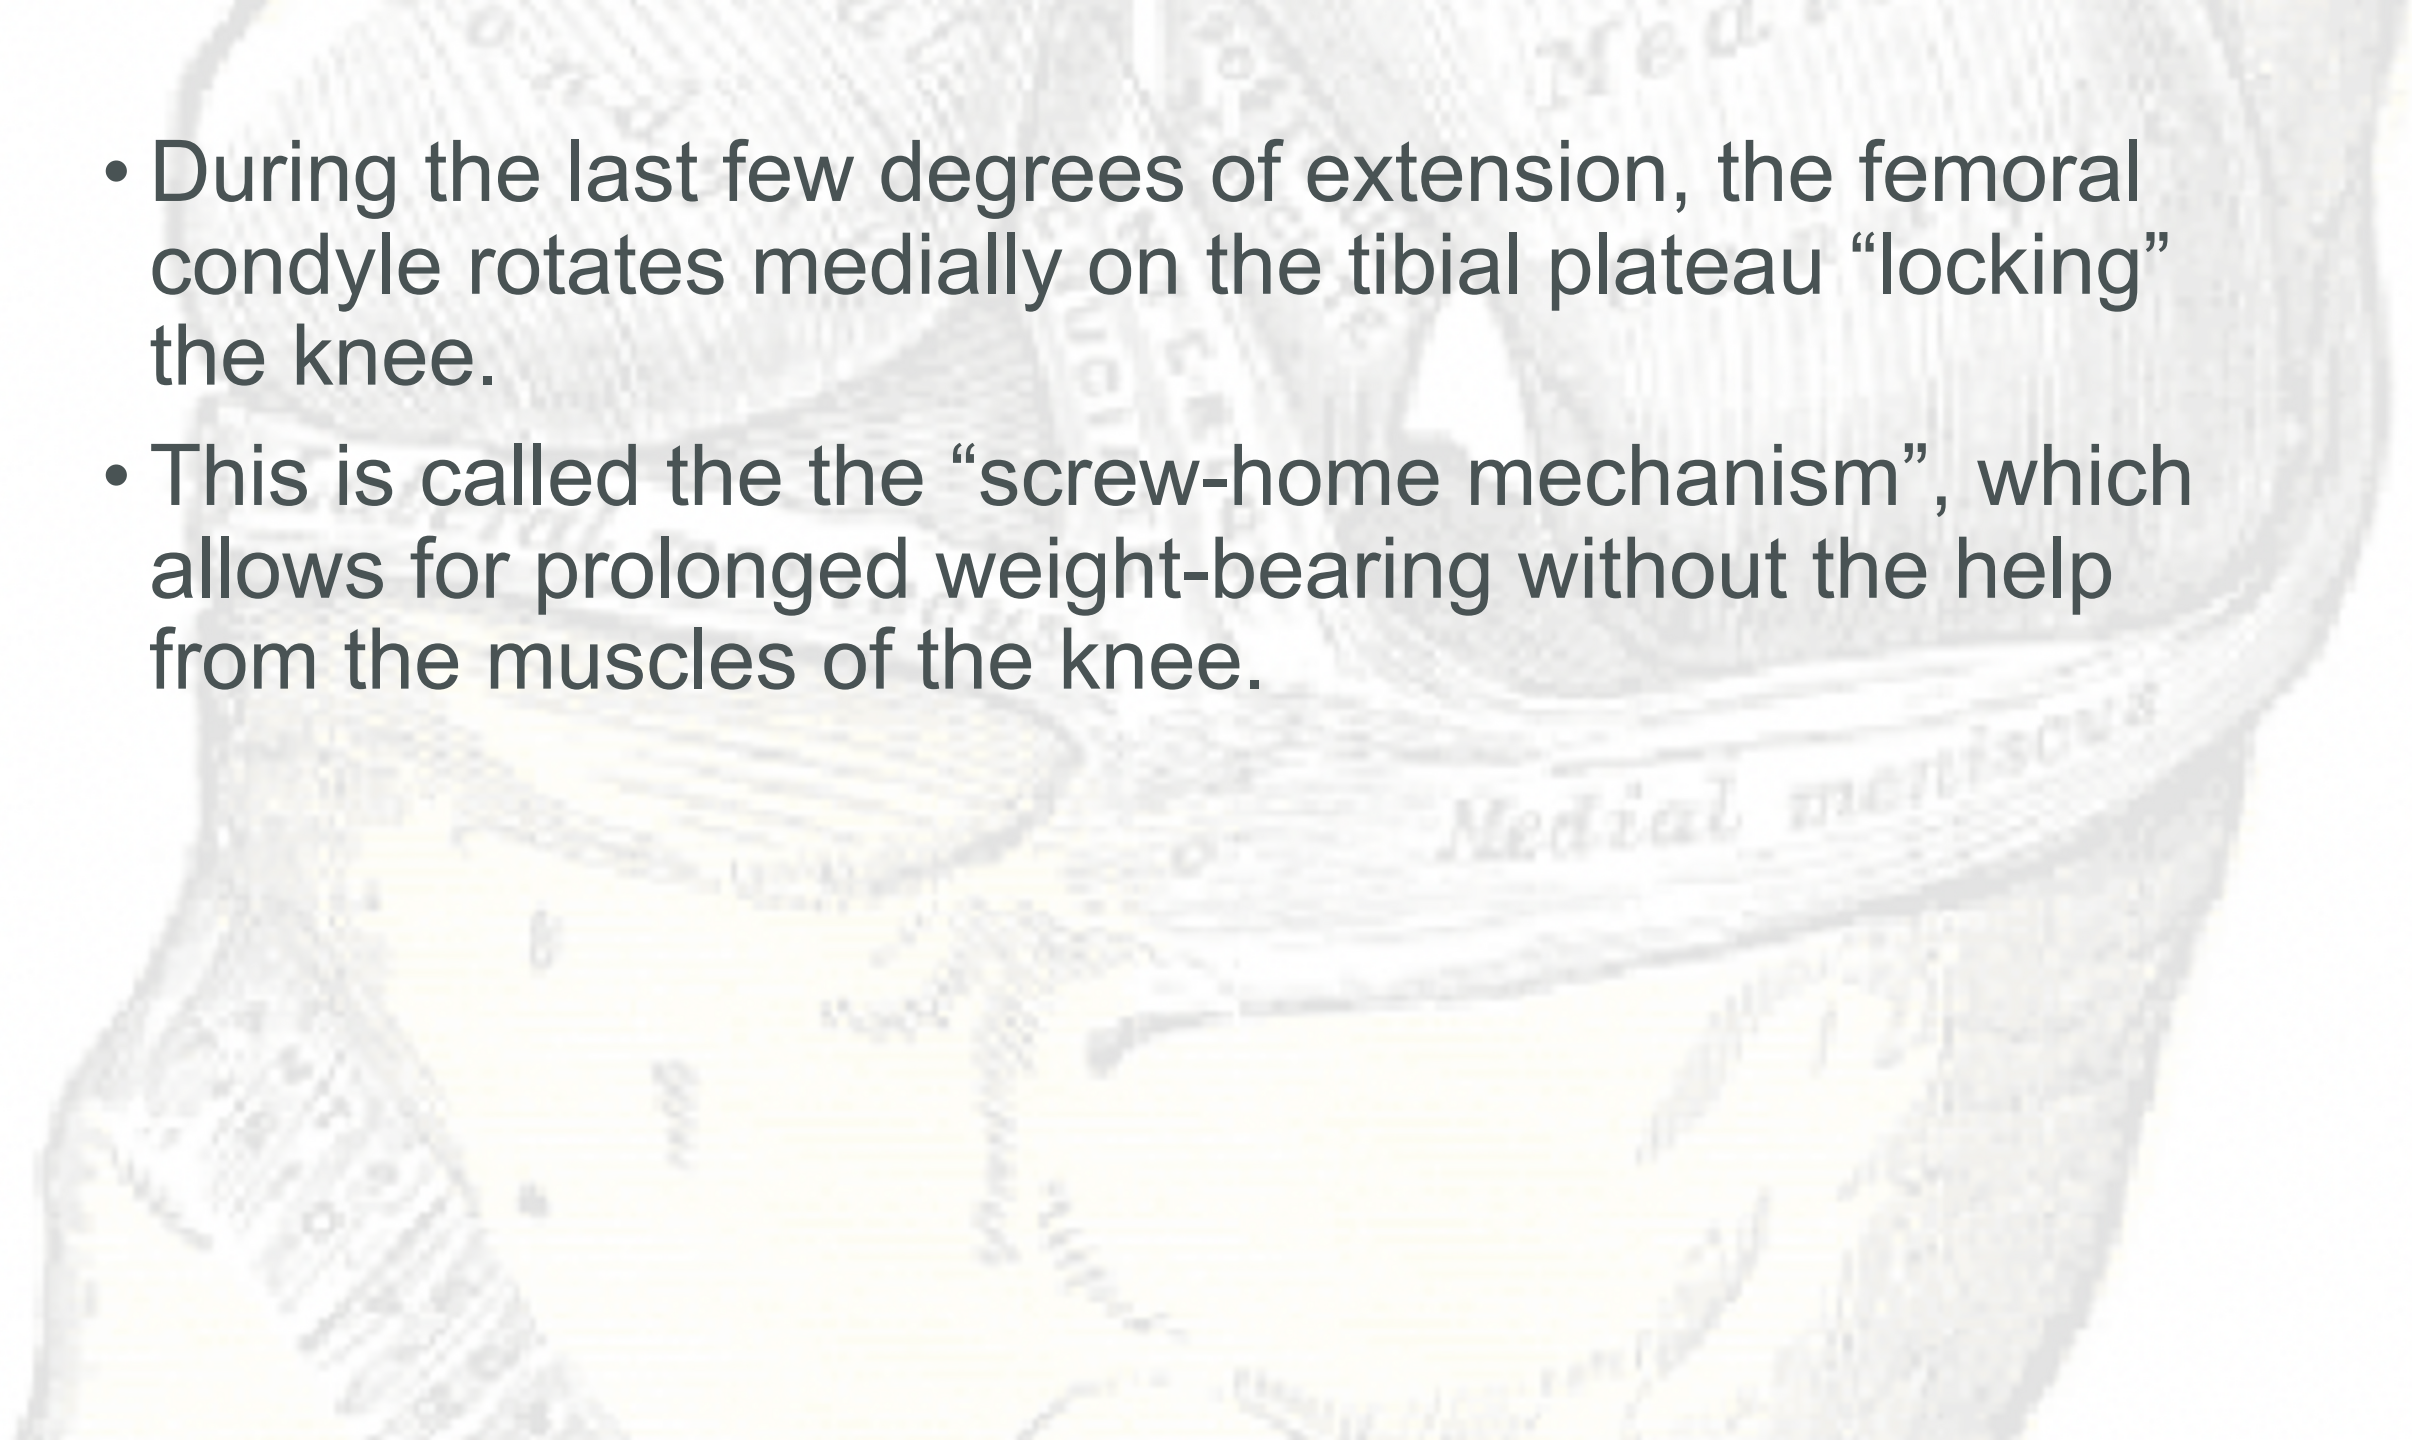 Med
ond
• During the last few degrees of extension, the femoral
condyle rotates medially on the tibial plateau “locking”
the knee.
• This is called the the “screw-home mechanism”, which
allows for prolonged weight-bearing without the help
from the muscles of the knee.
Medial meniscus